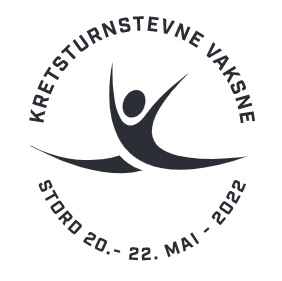 KRETSTURNSTEVNE VAKSNE
STORD 20.- 22. MAI - 2022